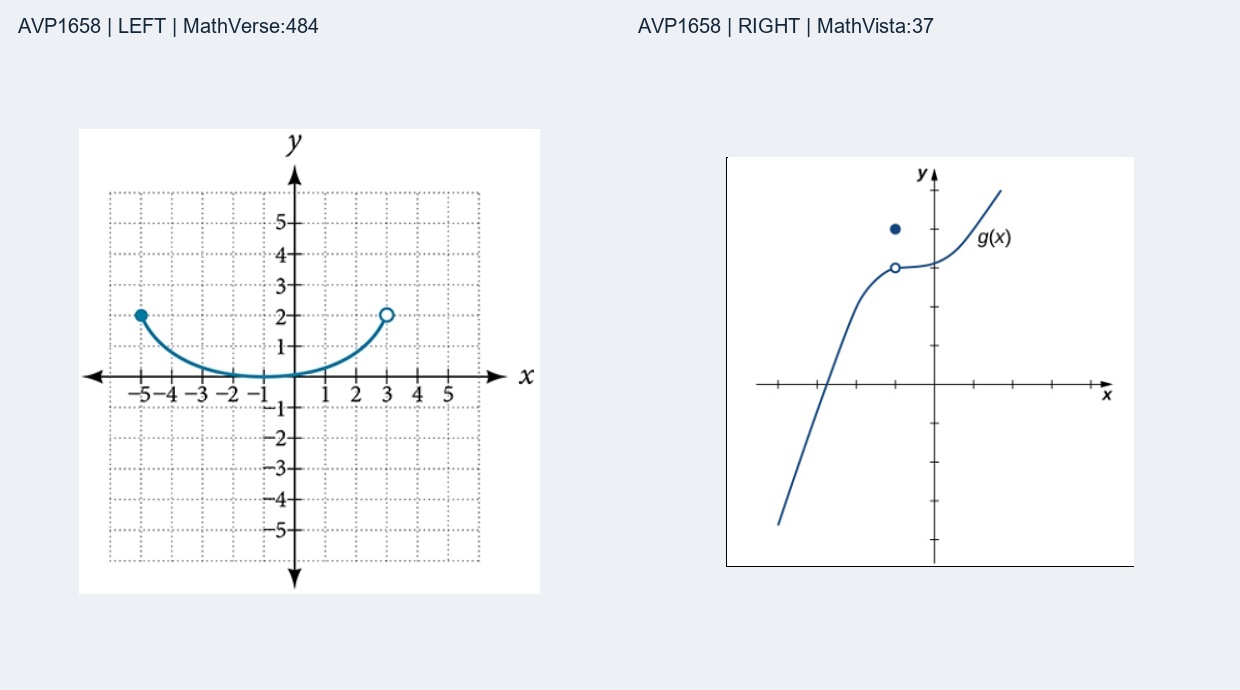 AVP1658 | LEFT | MathVerse:484
AVP1658 | RIGHT | MathVista:37
y
5
4
3
2
1
−5 −4 −3 −2 −1 1 2 3 4 5
x
−1
−2
−3
−4
−5
y
g(x)
x